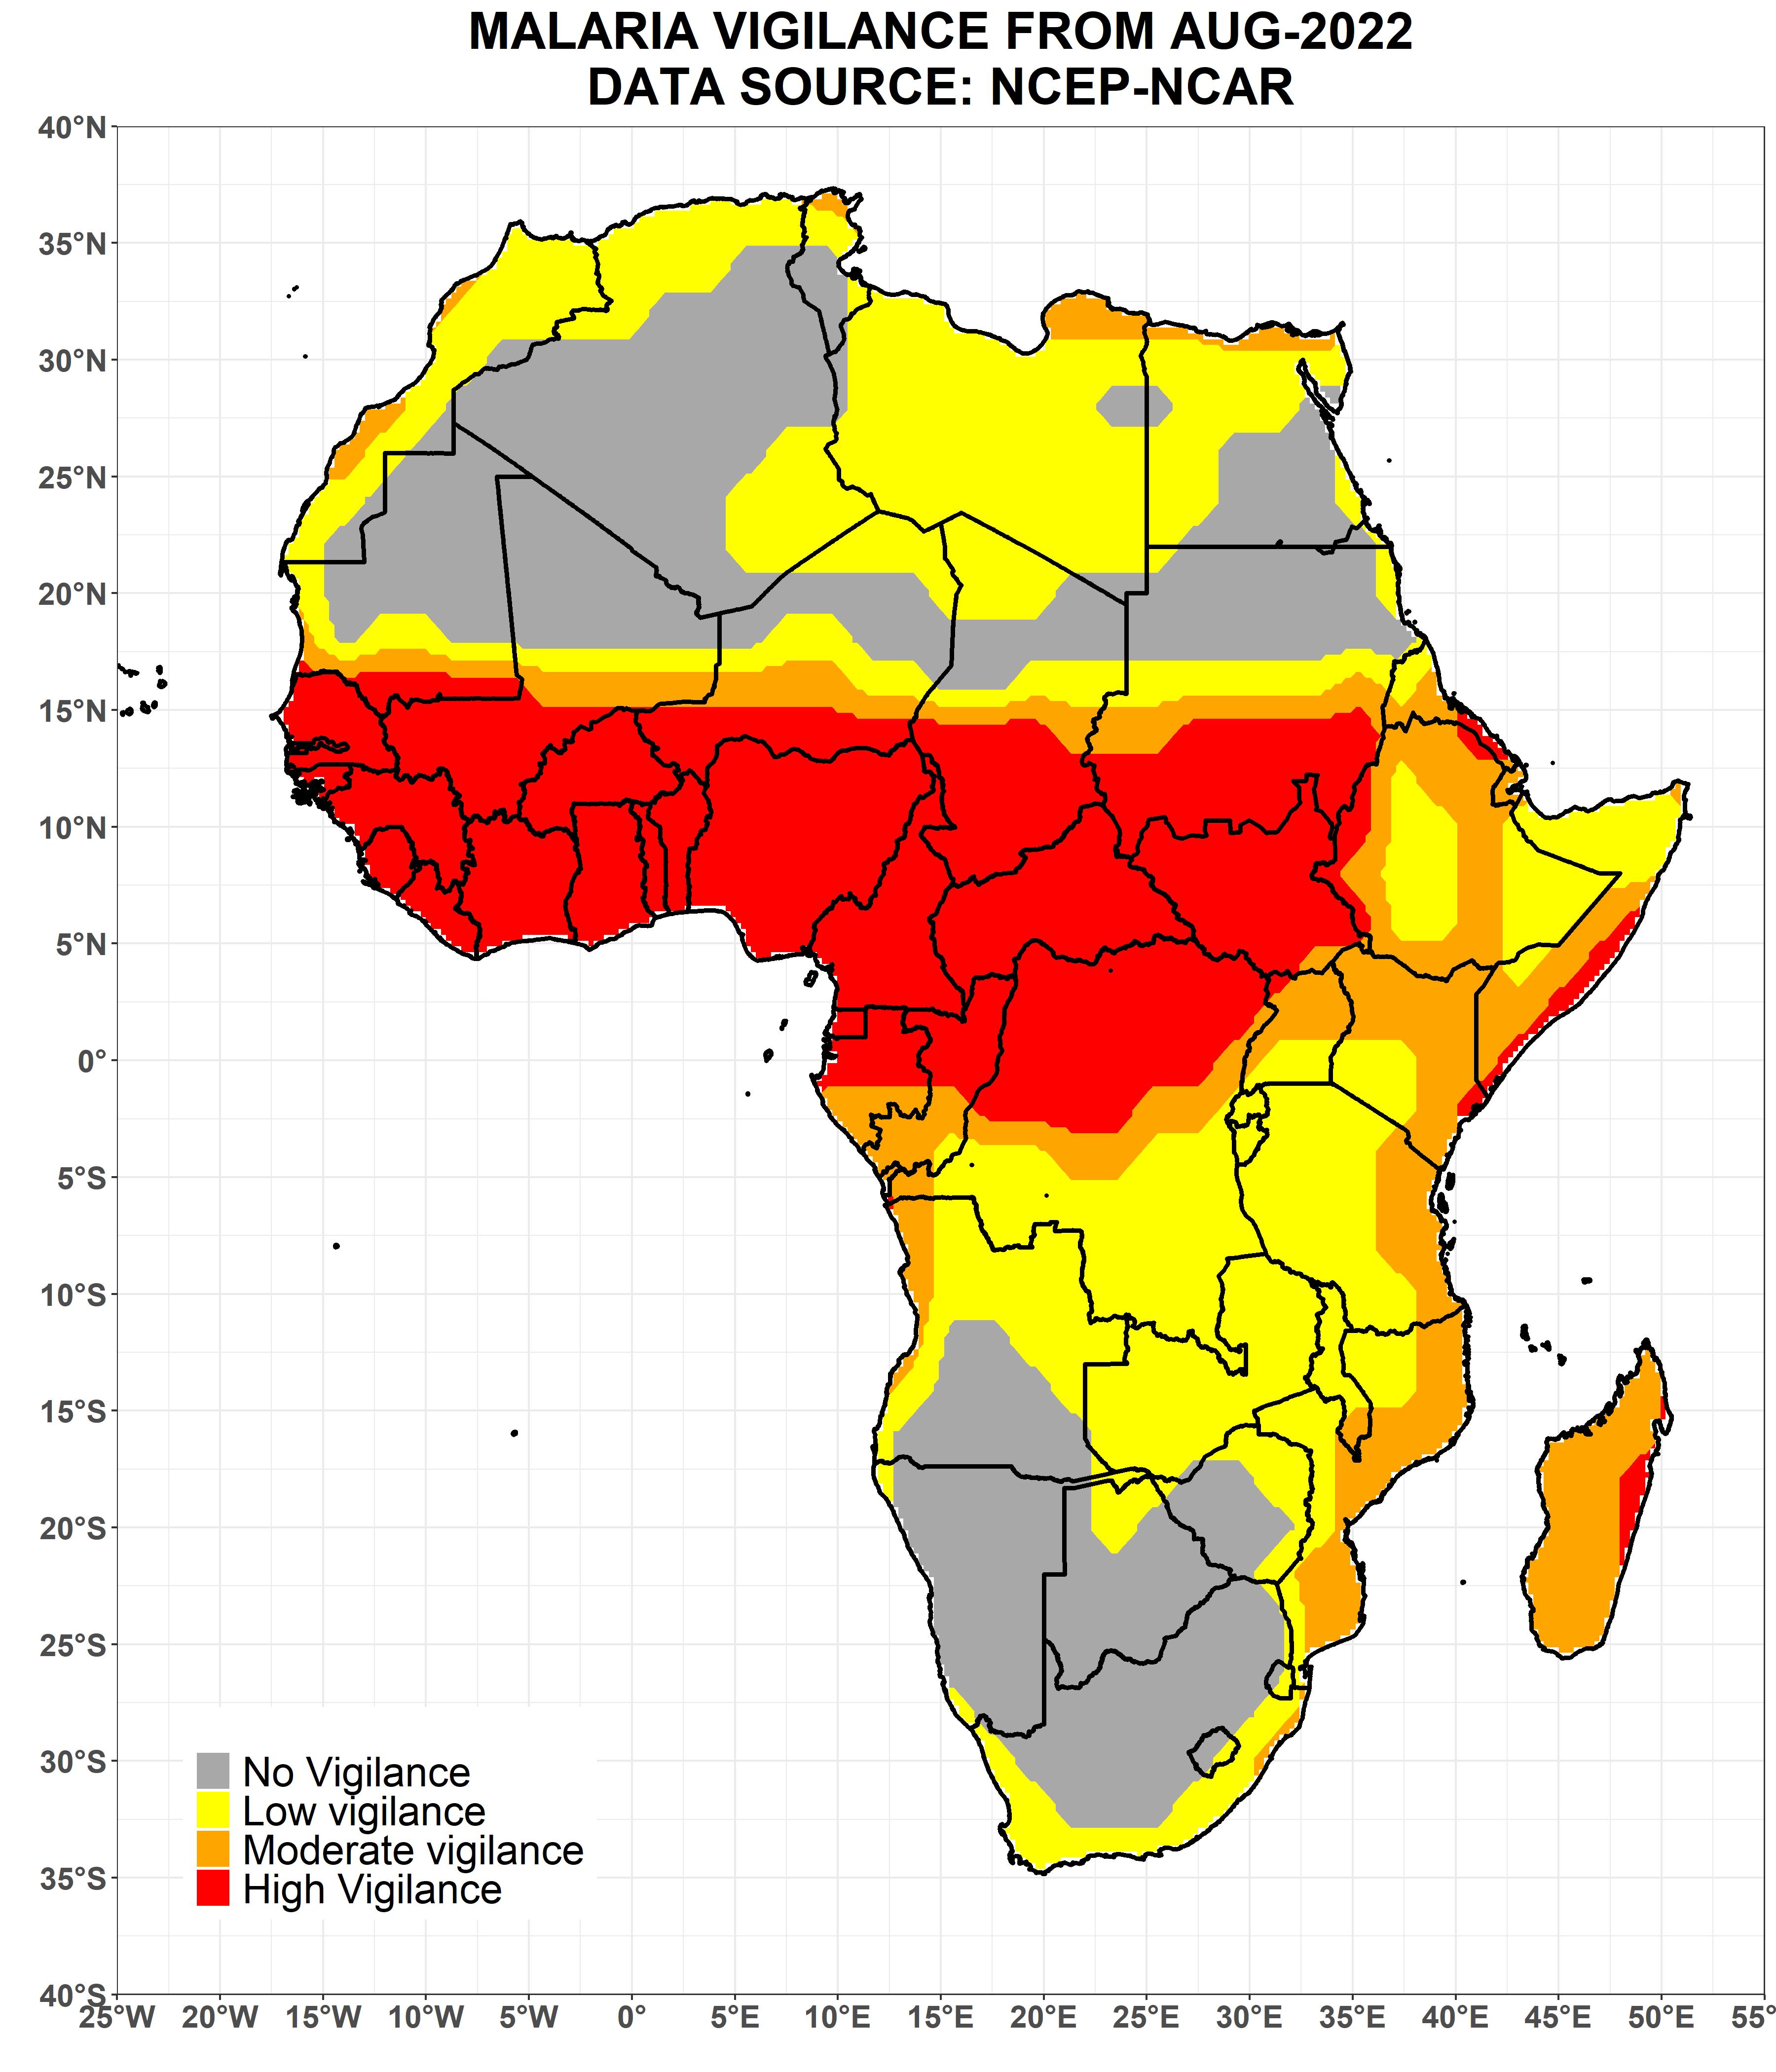 MALARIA VIGILANCE FROM AUG-2022
DATA SOURCE: NCEP-NCAR
40°N
35°N
30°N
25°N
20°N
15°N
10°N
5°N
0°
5°S
10°S
15°S
20°S
25°S
30°S
35°S
40°S
No Vigilance
Low vigilance
Moderate vigilance
High Vigilance
25°W 20°W 15°W 10°W 5°W 0° 5°E 10°E 15°E 20°E 25°E 30°E 35°E 40°E 45°E 50°E 55°